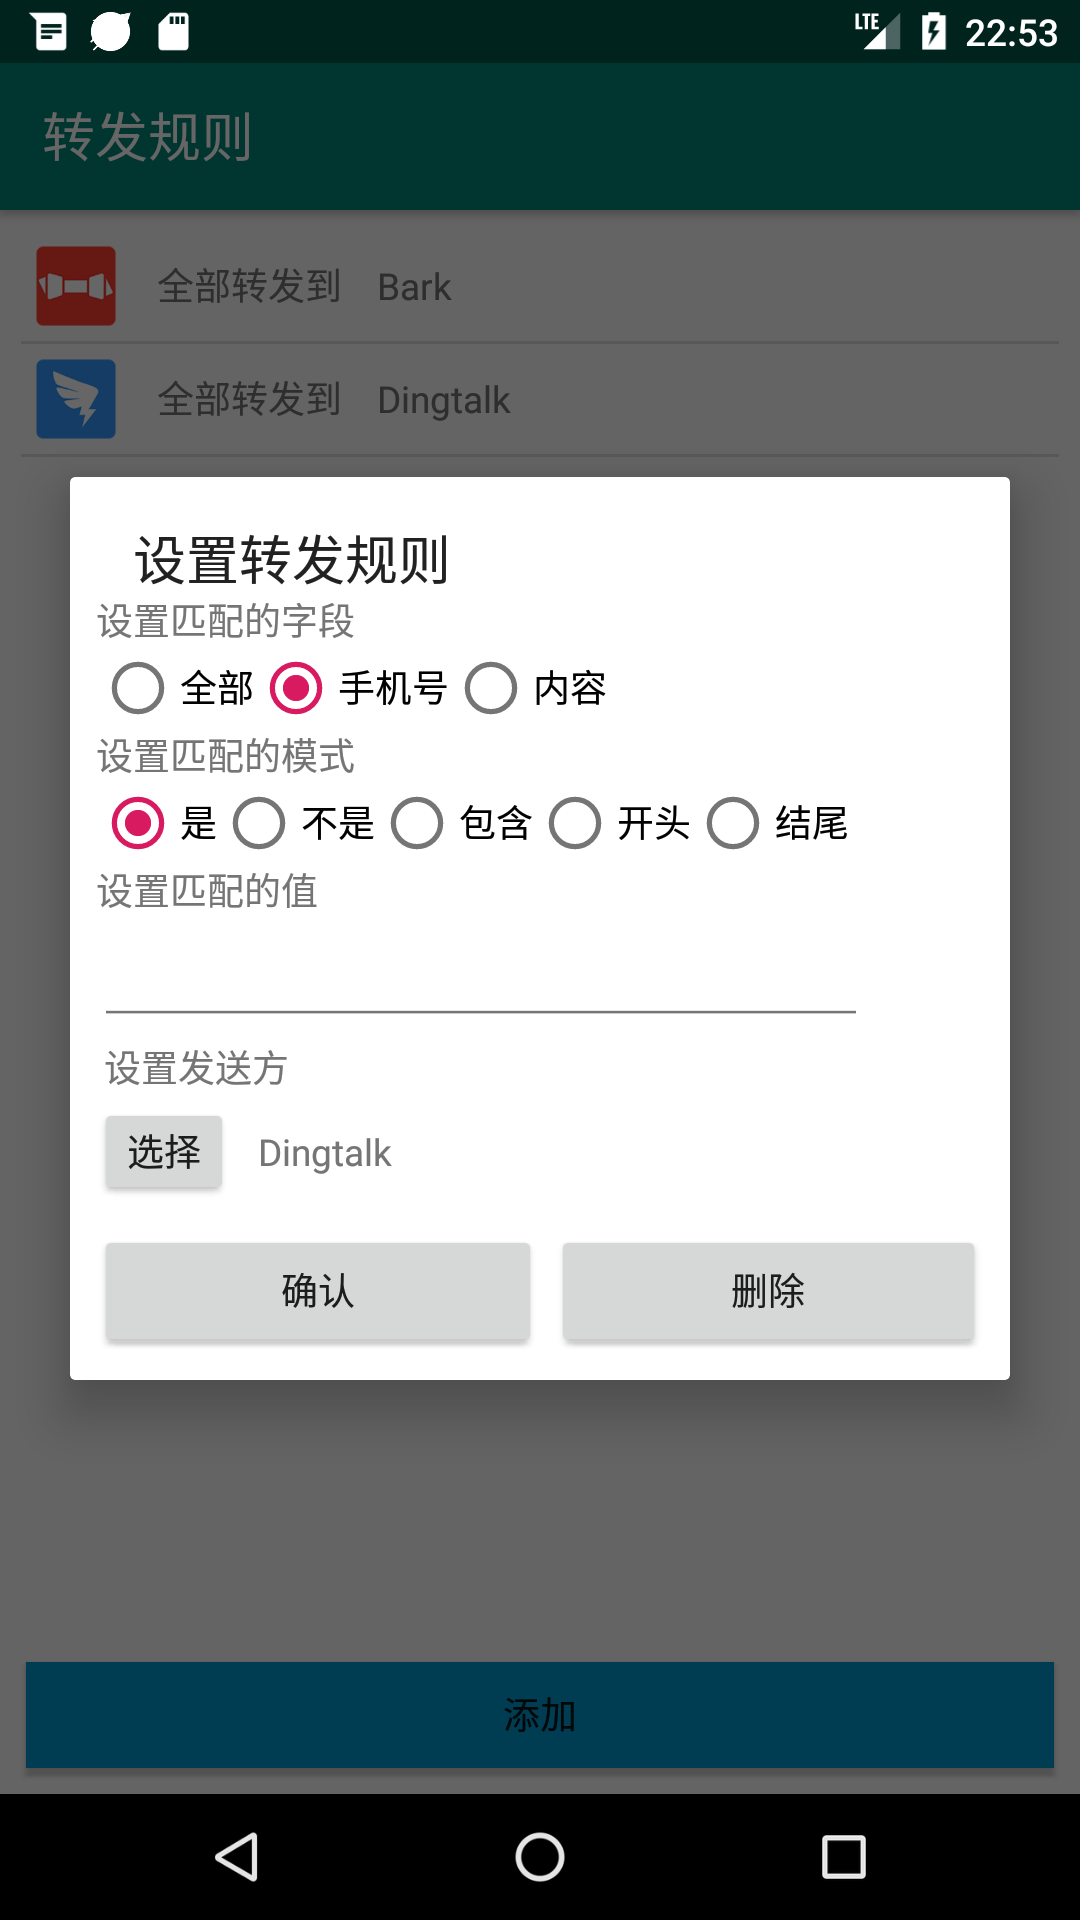 LTE 22:53
转发规则
全部转发到 Bark
全部转发到 Dingtalk
设置转发规则
设置匹配的字段
全部 手机号 内容
设置匹配的模式
是 不是 包含 开头 结尾
设置匹配的值
设置发送方
选择 Dingtalk
确认 删除
添加